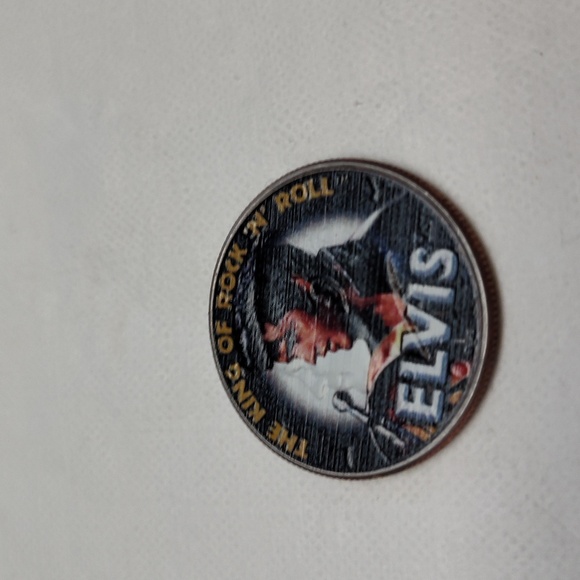 THE KING OF ROCK 'N' ROLL
ELVIS